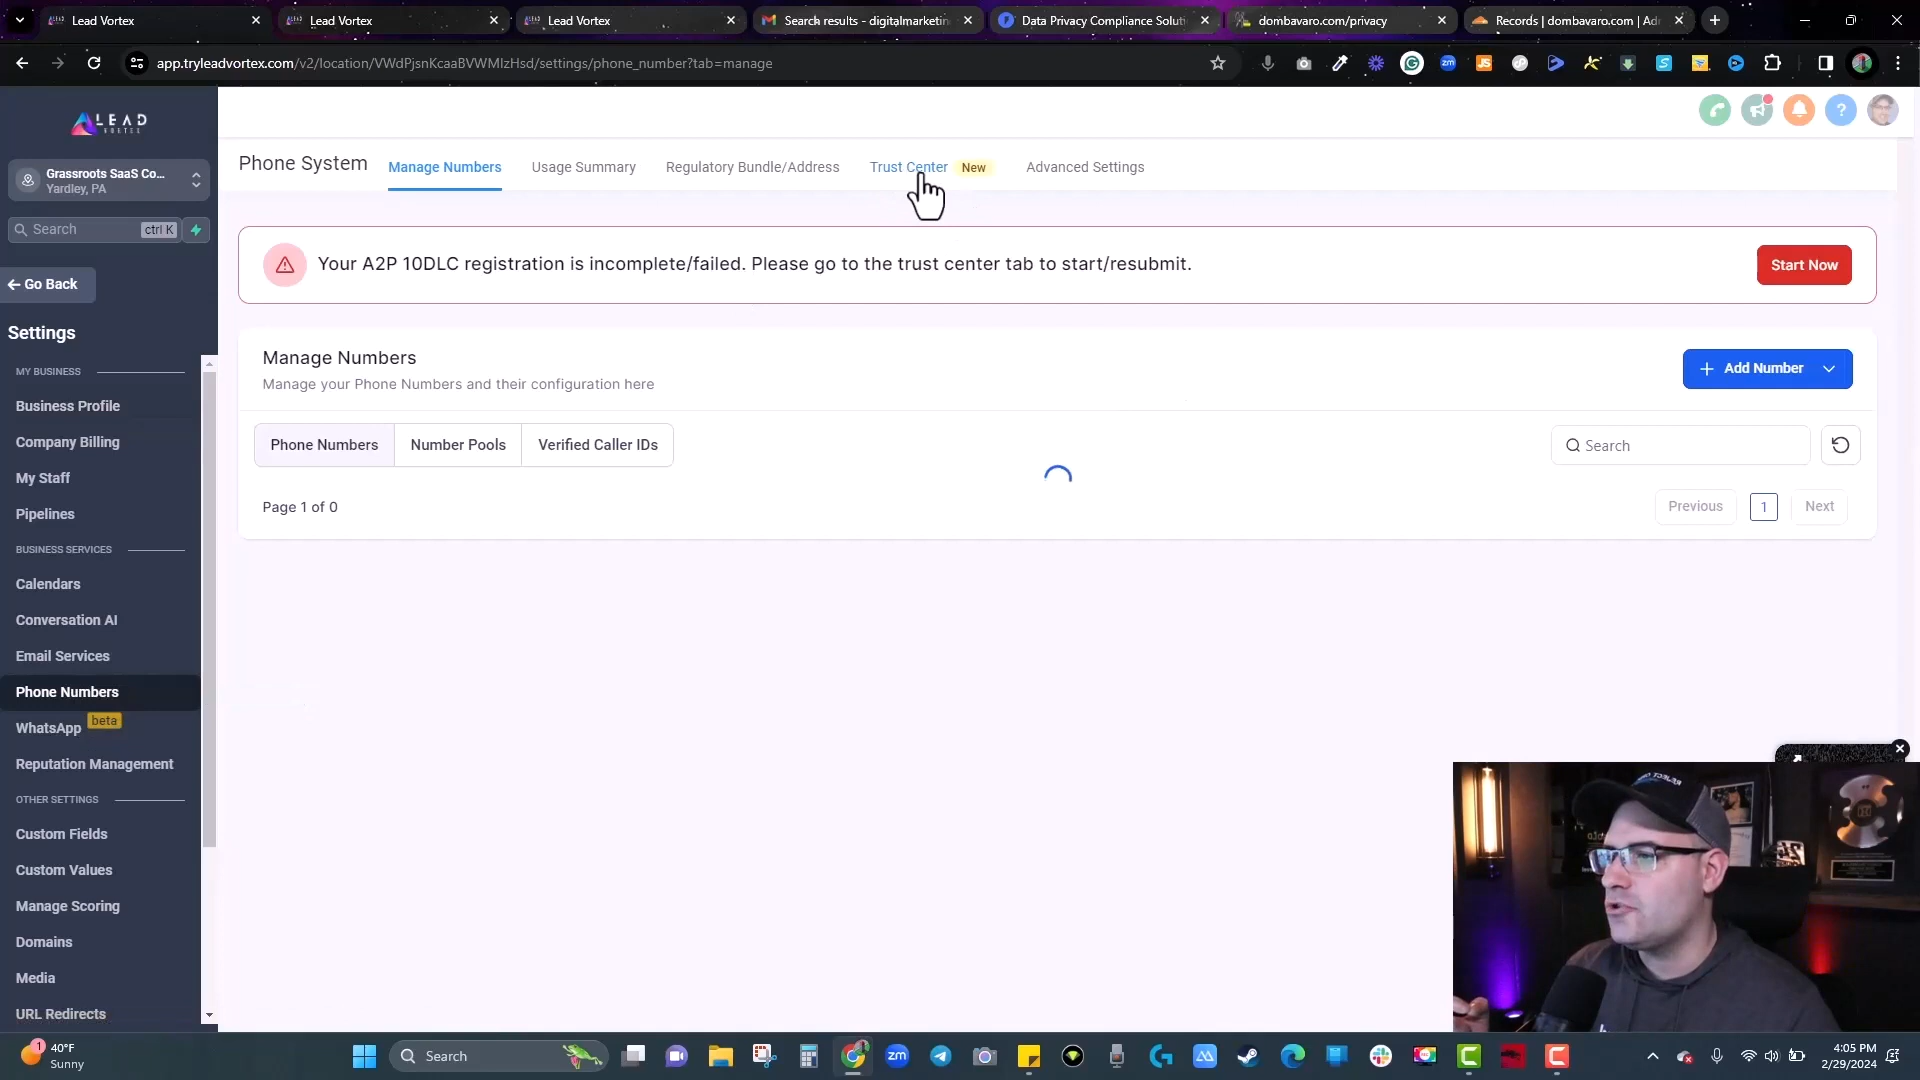 Lead Vortex
Lead Vortex
Lead Vortex
Search results - digitalmarketin
Data Privacy Compliance Soluti
dombavaro.com/privacy
Records | dombavaro.com | Ad
app.tryleadvortex.com/v2/location/VWdPjsnKcaaBVWMIzHsd/settings/phone_number?tab=manage
LEAD
VORTEX
Grassroots SaaS Co...
Yardley, PA
Search
ctrl K
Go Back
Settings
MY BUSINESS
Business Profile
Company Billing
My Staff
Pipelines
BUSINESS SERVICES
Calendars
Conversation AI
Email Services
Phone Numbers
WhatsApp beta
Reputation Management
OTHER SETTINGS
Custom Fields
Custom Values
Manage Scoring
Domains
Media
URL Redirects
Phone System
Manage Numbers
Usage Summary
Regulatory Bundle/Address
Trust Center New
Advanced Settings
Your A2P 10DLC registration is incomplete/failed. Please go to the trust center tab to start/resubmit.
Start Now
Manage Numbers
Manage your Phone Numbers and their configuration here
+ Add Number
Phone Numbers
Number Pools
Verified Caller IDs
Search
Page 1 of 0
Previous
1
Next
1
40°F
Sunny
Search
4:05 PM
2/29/2024